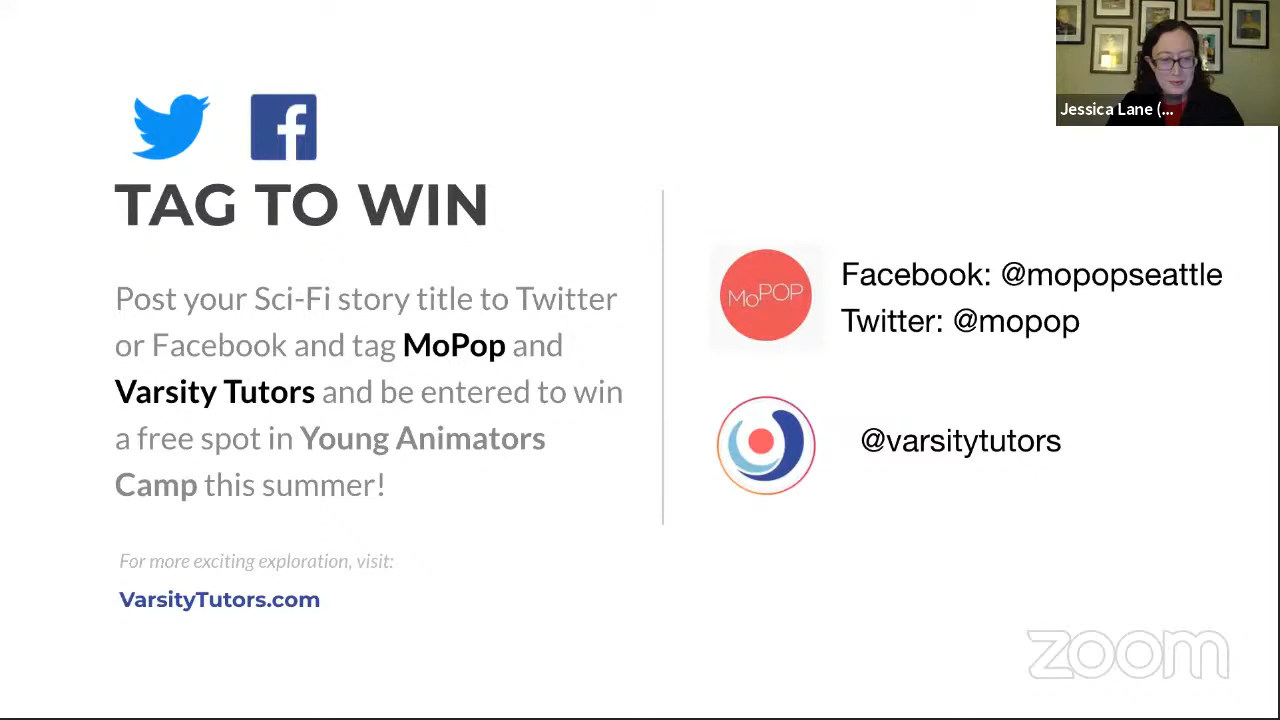 Jessica Lane (...
TAG TO WIN
Post your Sci-Fi story title to Twitter
or Facebook and tag MoPop and
Varsity Tutors and be entered to win
a free spot in Young Animators
Camp this summer!
For more exciting exploration, visit:
VarsityTutors.com
MoPOP
Facebook: @mopopseattle
Twitter: @mopop
@varsitytutors
zoom